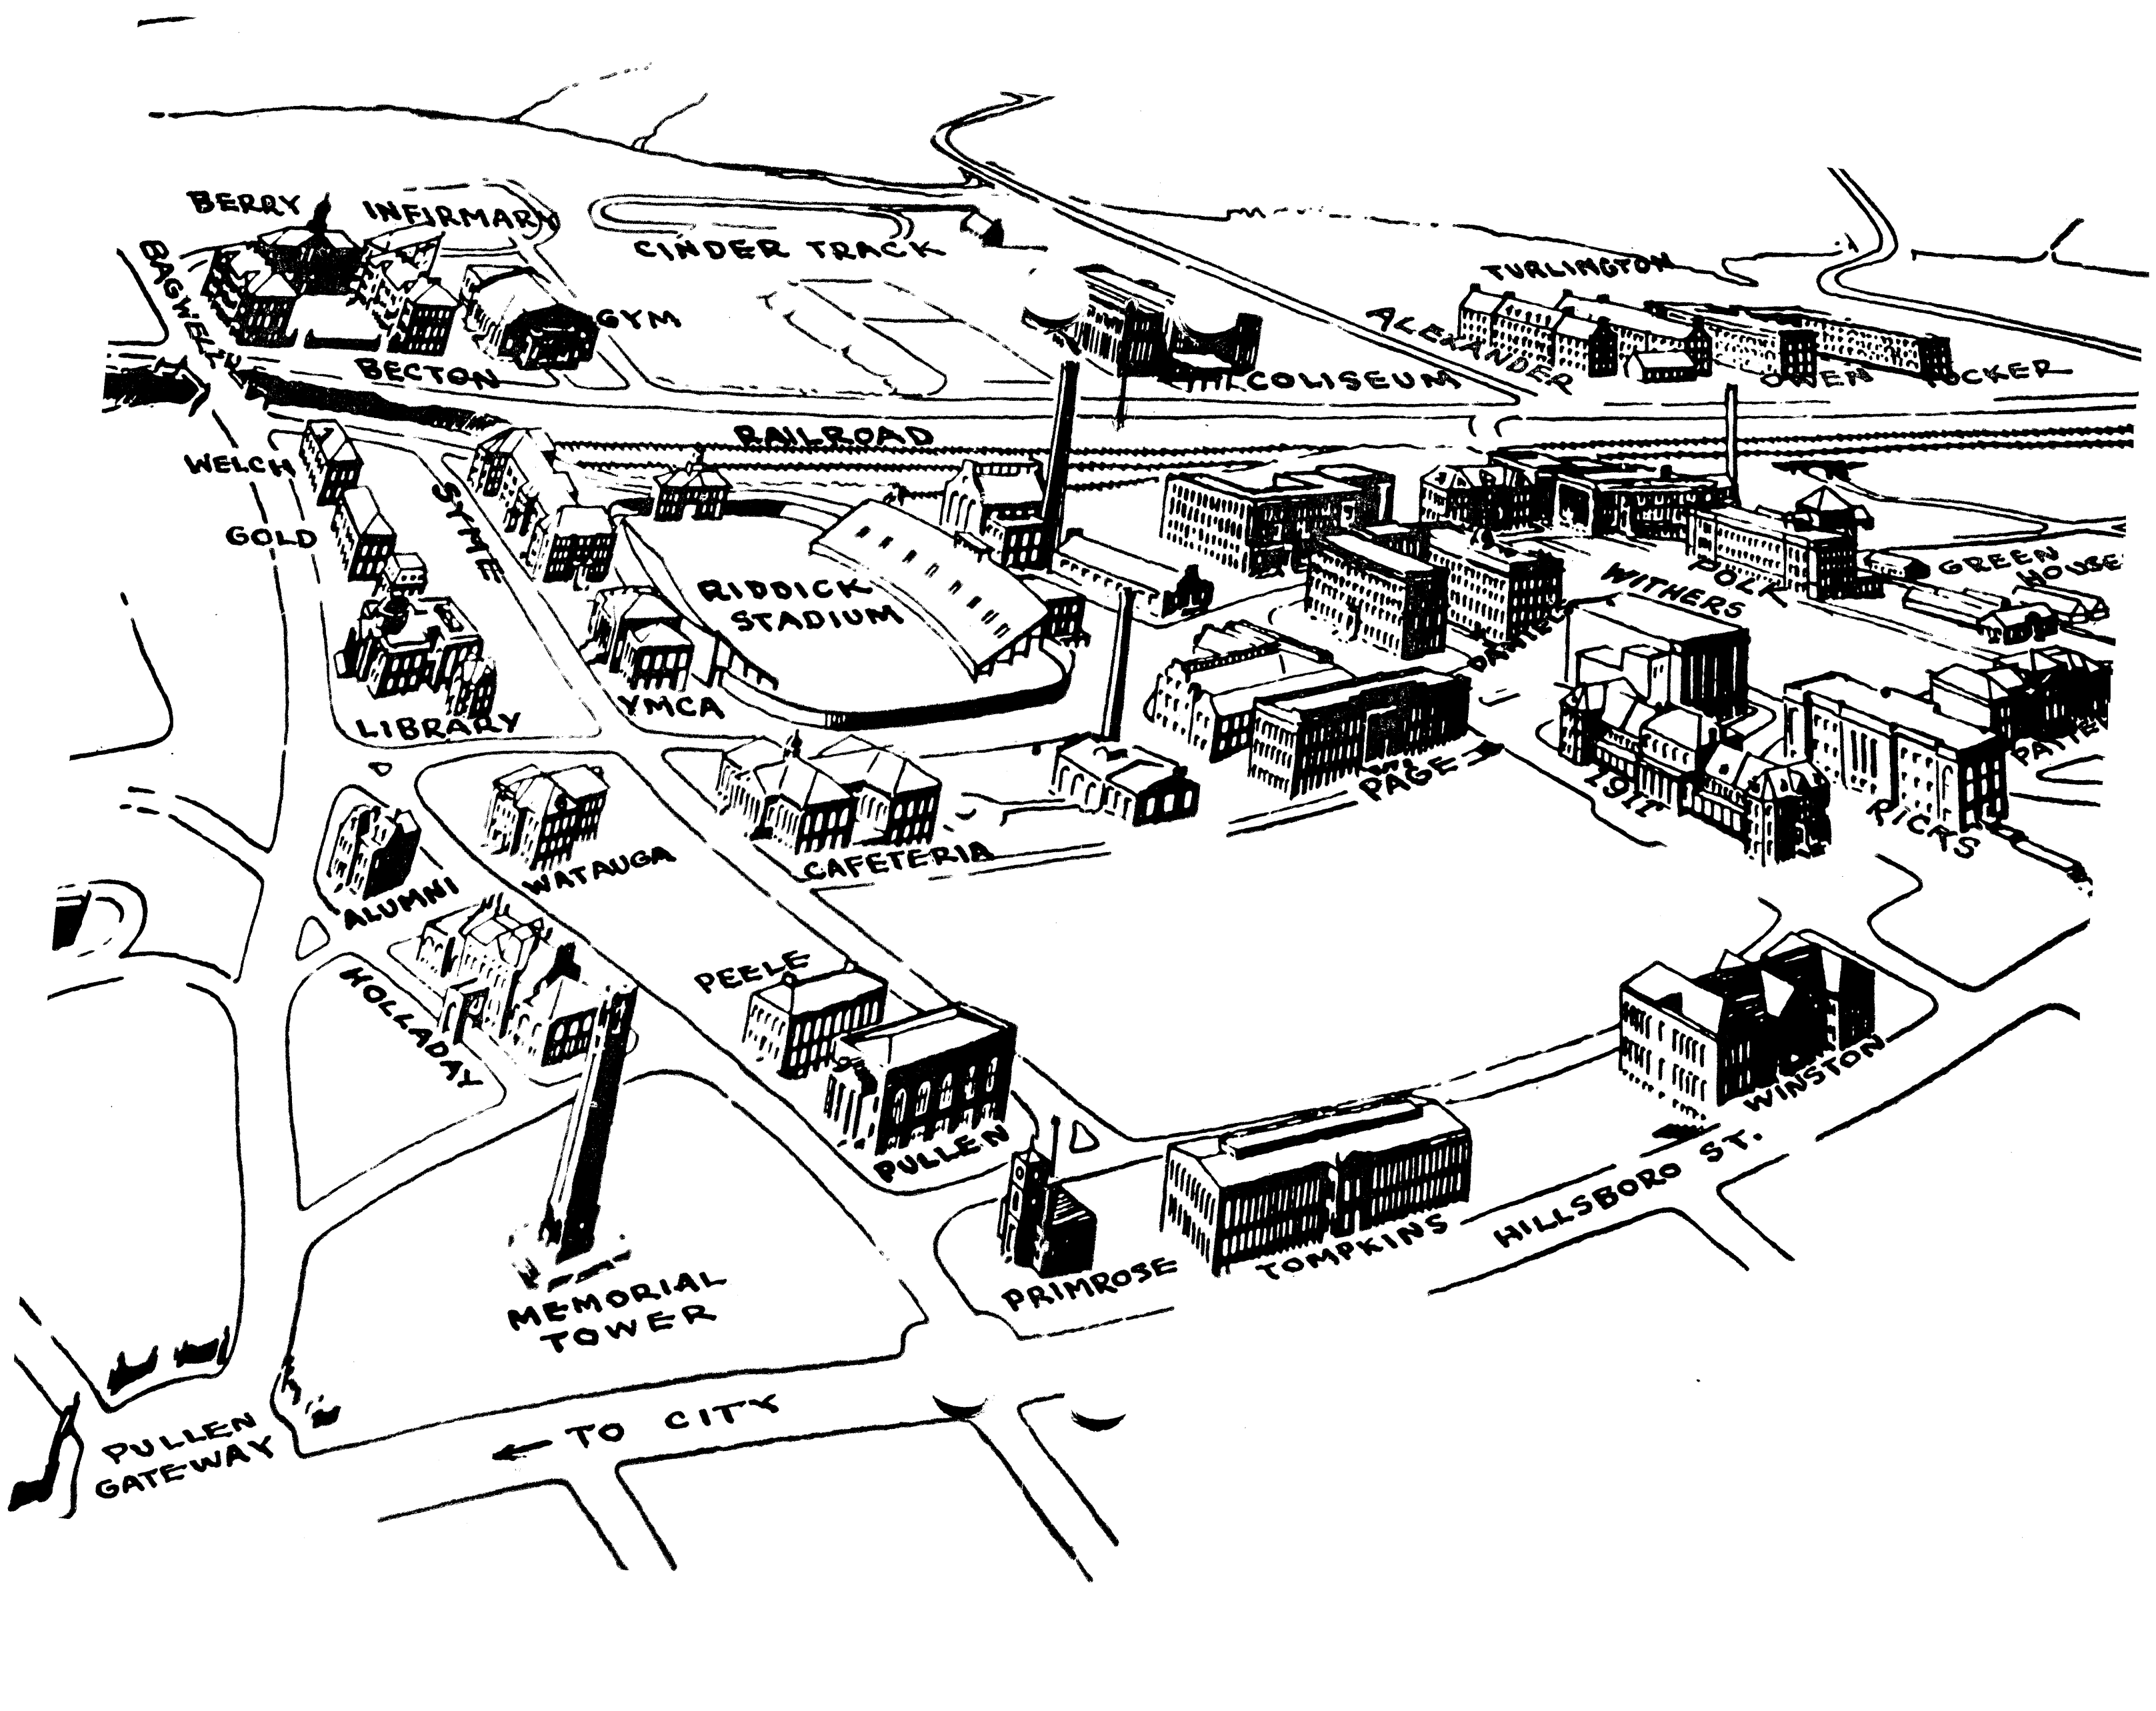 BERRY
INFIRMARY
BAGWELL
CINDER TRACK
TURLINGTON
GYM
ALEXANDER
BECTON
COLISEUM
OWEN
TUCKER
RAILROAD
WELCH
SYME
GOLD
GREEN
HOUSE
POLK
WITHERS
RIDDICK
STADIUM
DANIELS
YMCA
LIBRARY
PAGE
1911
RICKS
CAFETERIA
WATAUGA
ALUMNI
PEELE
HOLLADAY
WINSTON
PULLEN
HILLSBORO ST.
TOMPKINS
PRIMROSE
MEMORIAL
TOWER
TO CITY
PULLEN
GATEWAY